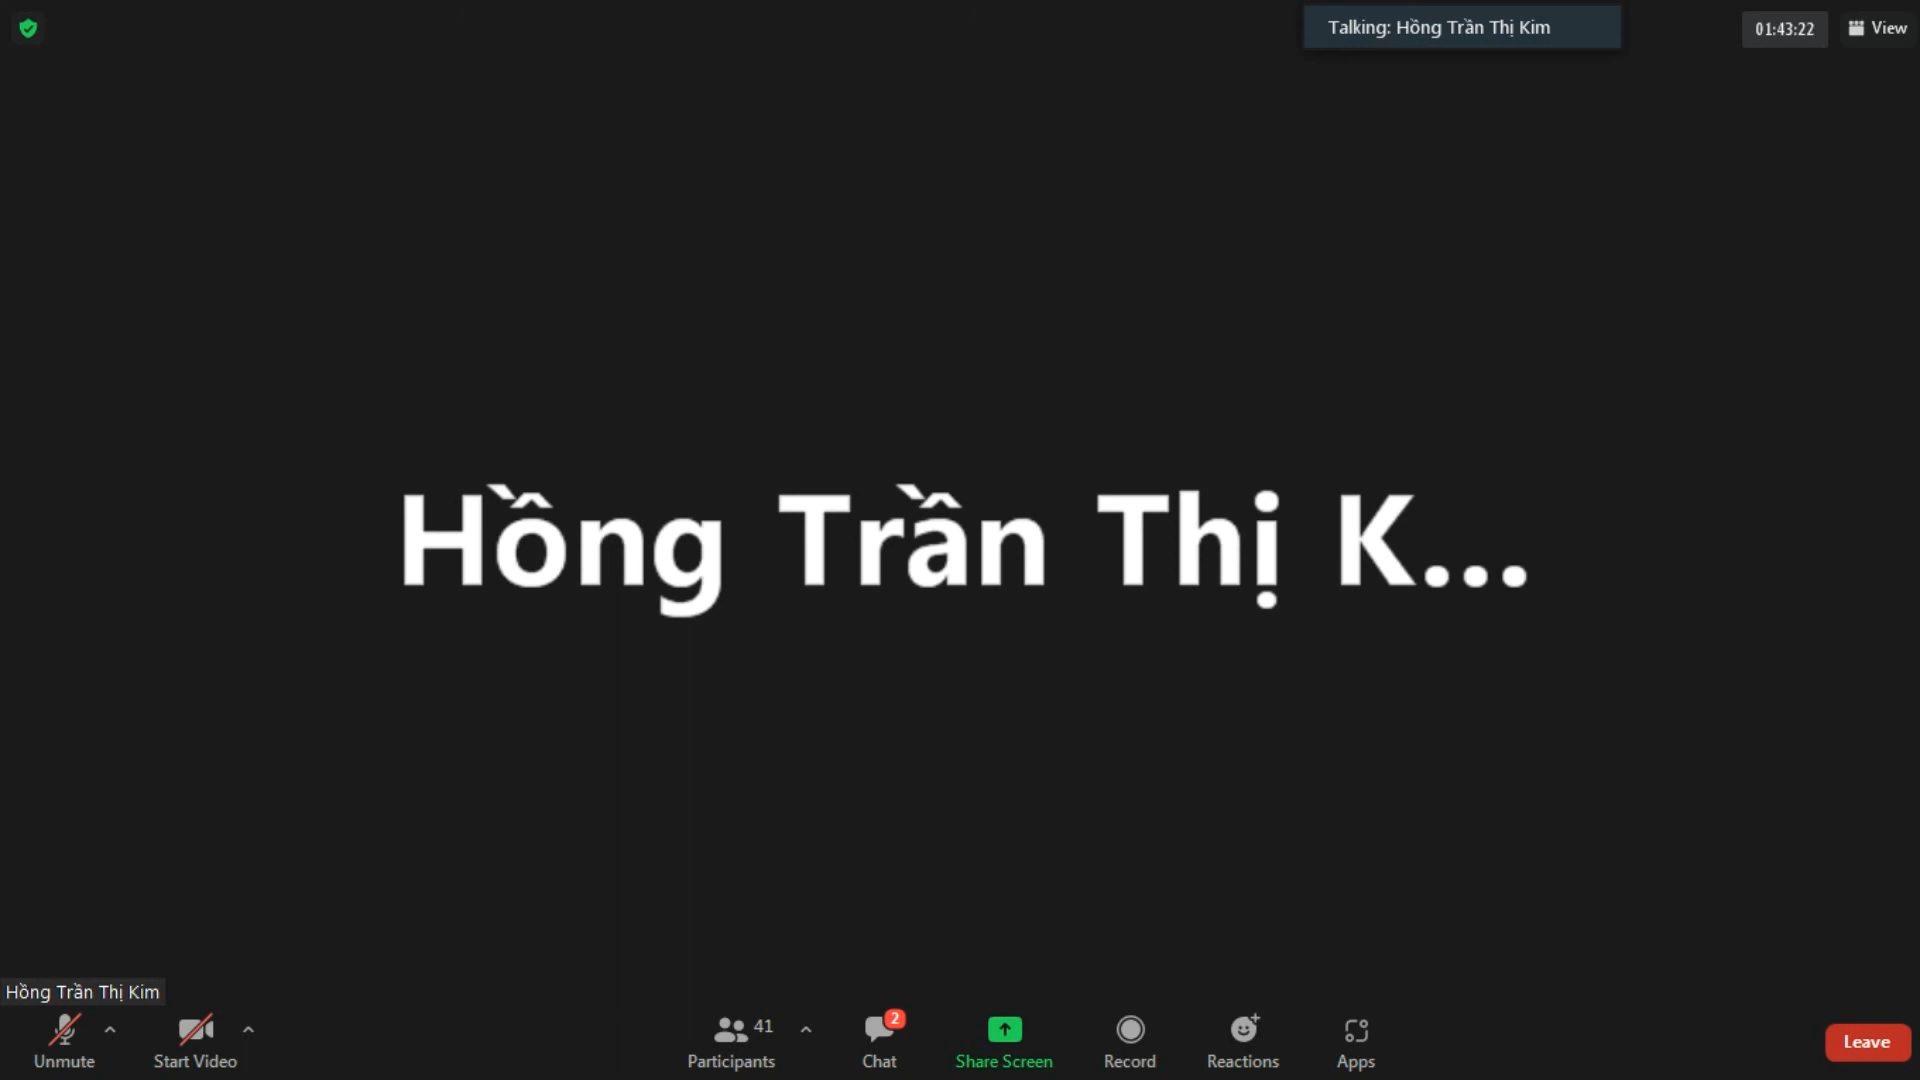 Talking: Hồng Trần Thị Kim
01:43:22
View
Hồng Trần Thị K...
Hồng Trần Thị Kim
Unmute
Start Video
41
Participants
2
Chat
Share Screen
Record
Reactions
Apps
Leave